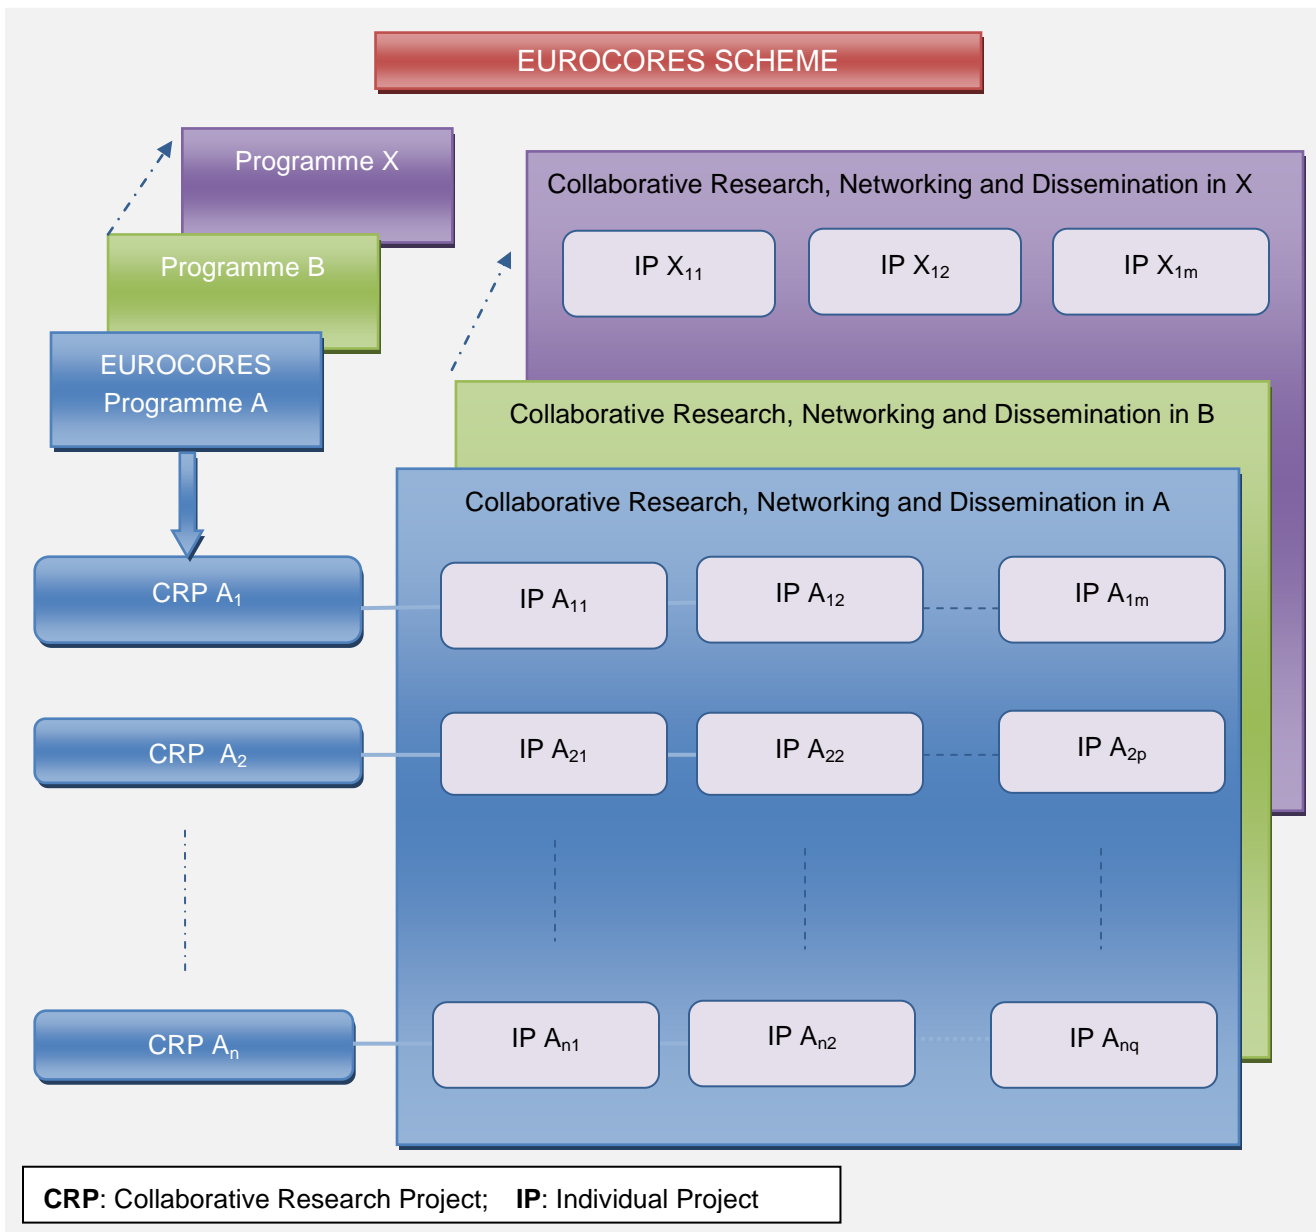 EUROCORES SCHEME
Programme X
Programme B
EUROCORES
Programme A
Collaborative Research, Networking and Dissemination in X
IP X₁₁ IP X₁₂ IP X₁ₘ
Collaborative Research, Networking and Dissemination in B
Collaborative Research, Networking and Dissemination in A
CRP A₁ IP A₁₁ IP A₁₂ IP A₁ₘ
CRP A₂ IP A₂₁ IP A₂₂ IP A₂ₚ
CRP Aₙ IP Aₙ₁ IP Aₙ₂ IP Anq
CRP: Collaborative Research Project; IP: Individual Project